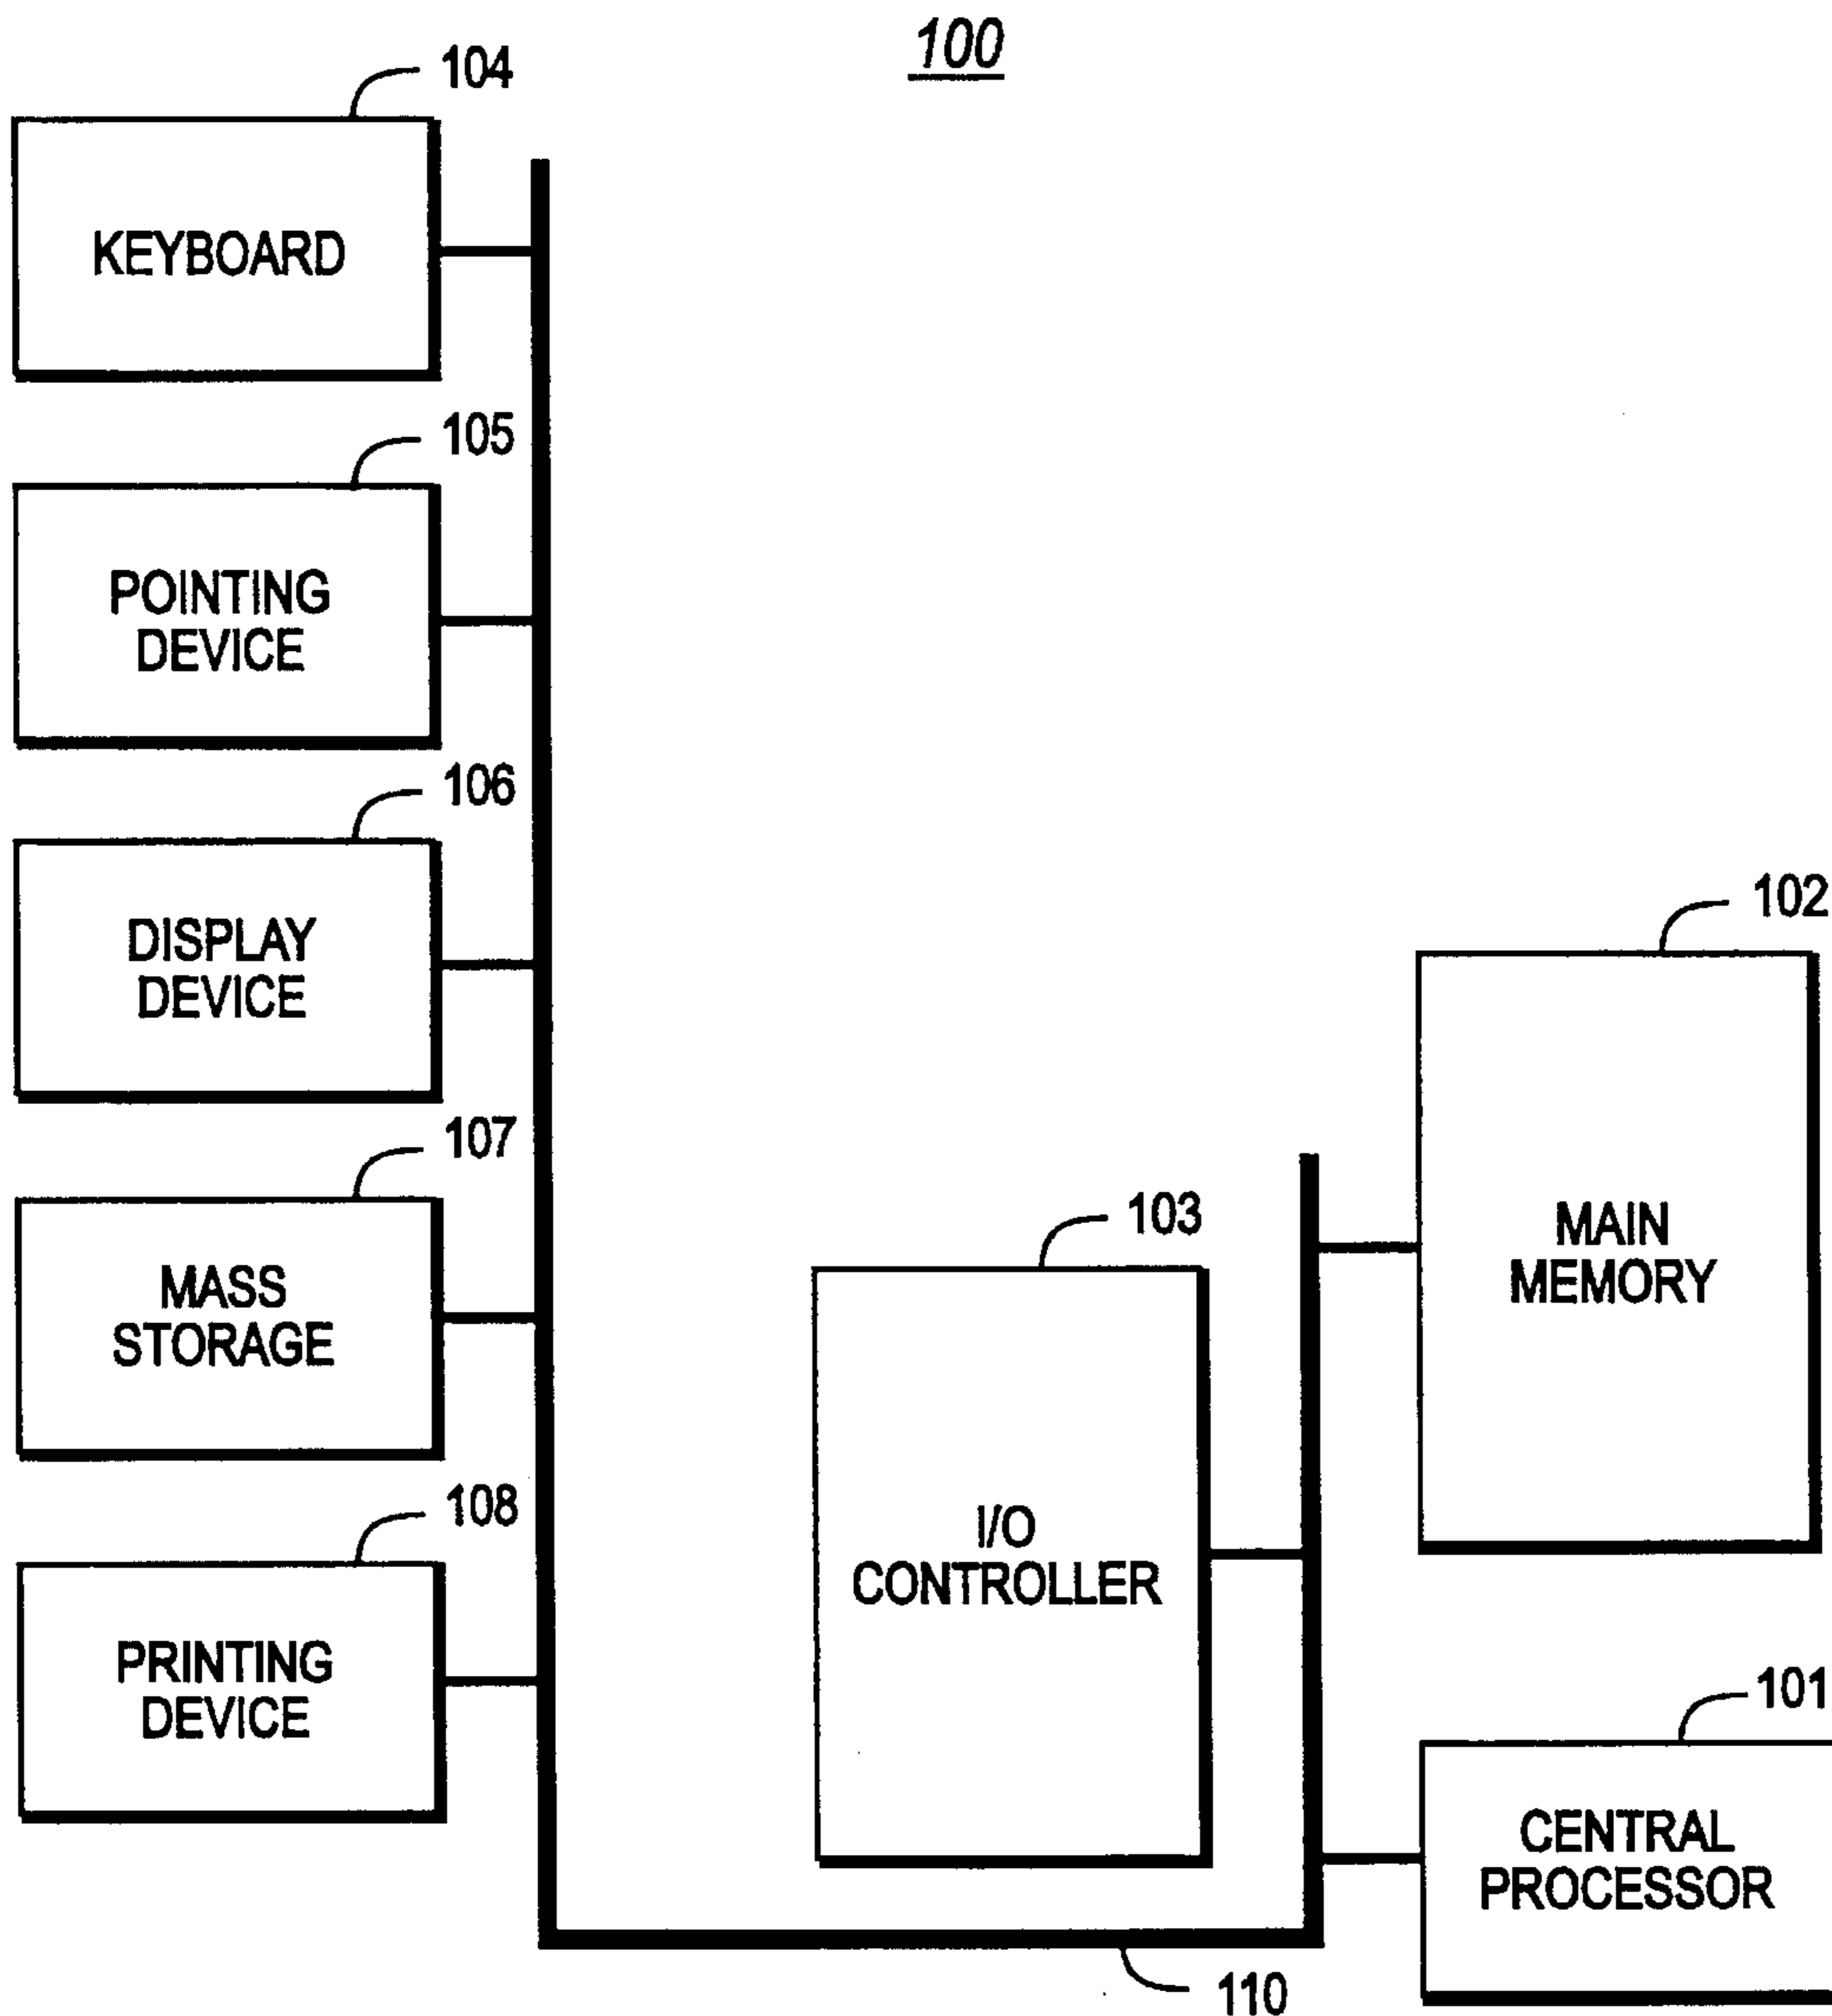 100
104
KEYBOARD
105
POINTING
DEVICE
106
DISPLAY
DEVICE
107
MASS
STORAGE
108
PRINTING
DEVICE
103
I/O
CONTROLLER
102
MAIN
MEMORY
101
CENTRAL
PROCESSOR
110